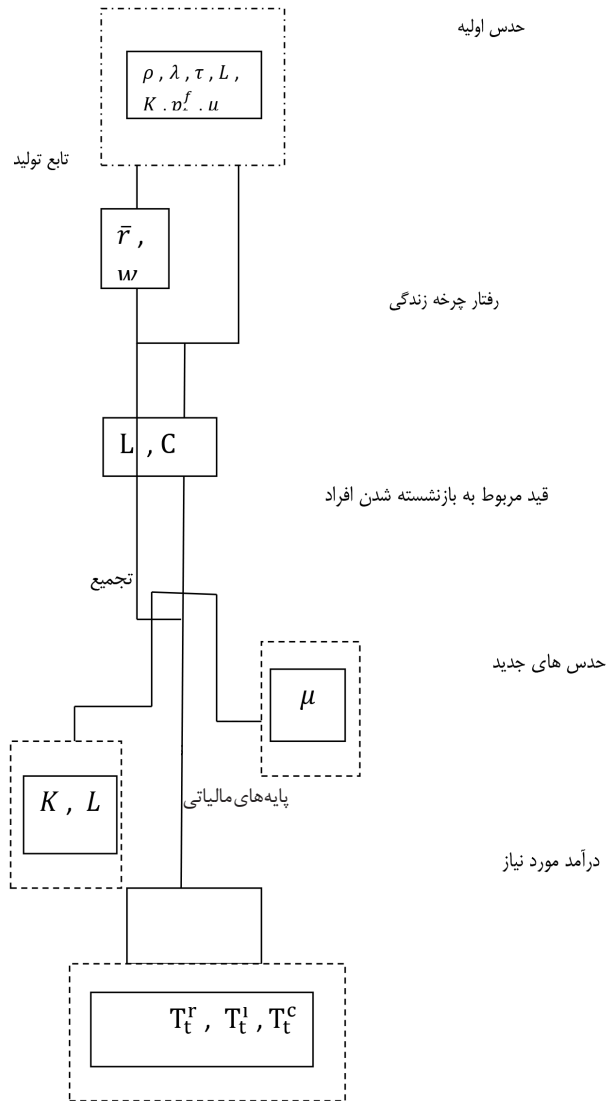 حدس اولیه
ρ , λ , τ , L ,
K . p_t^f . μ
تابع تولید
r̄ ,
w
رفتار چرخه زندگی
L , C
قید مربوط به بازنشسته شدن افراد
تجمیع
حدس های جدید
μ
K , L
پایه‌های مالیاتی
درآمد مورد نیاز
T_t^r , T_t^ı , T_t^c